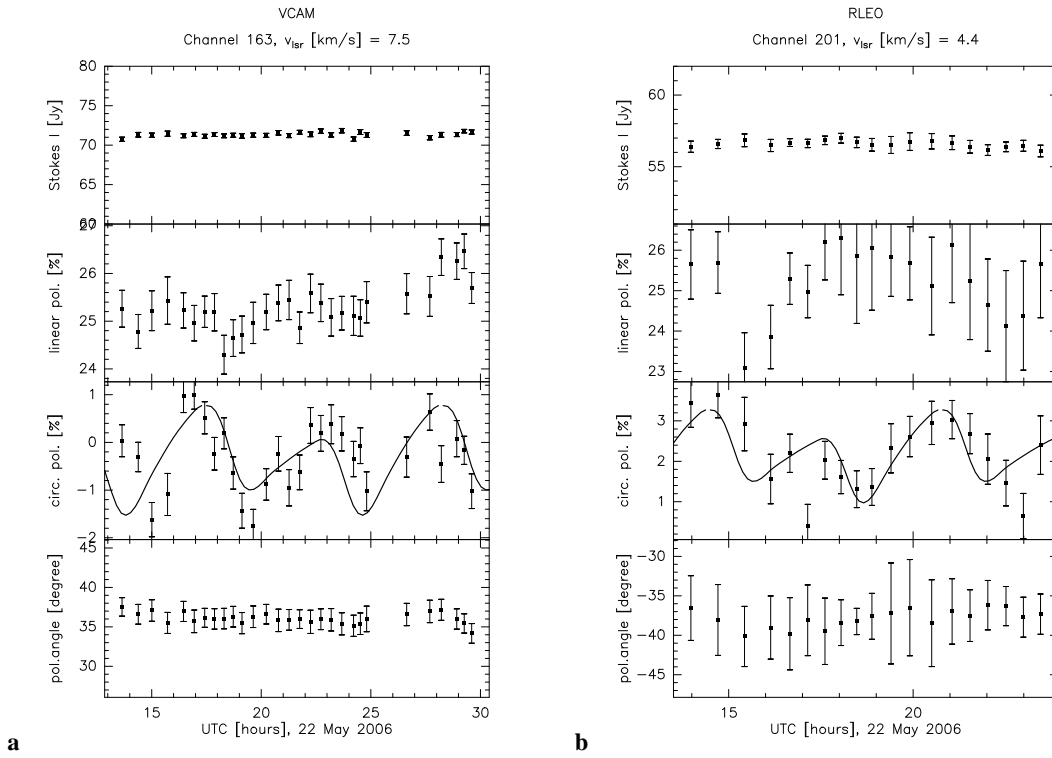 VCAM
Channel 163, v_lsr [km/s] = 7.5
Stokes I [Jy]
80
75
70
65
60
linear pol. [%]
27
26
25
24
circ. pol. [%]
1
0
−1
−2
pol.angle [degree]
45
40
35
30
15
20
25
30
UTC [hours], 22 May 2006
a
RLEO
Channel 201, v_lsr [km/s] = 4.4
Stokes I [Jy]
60
55
linear pol. [%]
26
25
24
23
circ. pol. [%]
3
2
1
pol.angle [degree]
−30
−35
−40
−45
15
20
UTC [hours], 22 May 2006
b